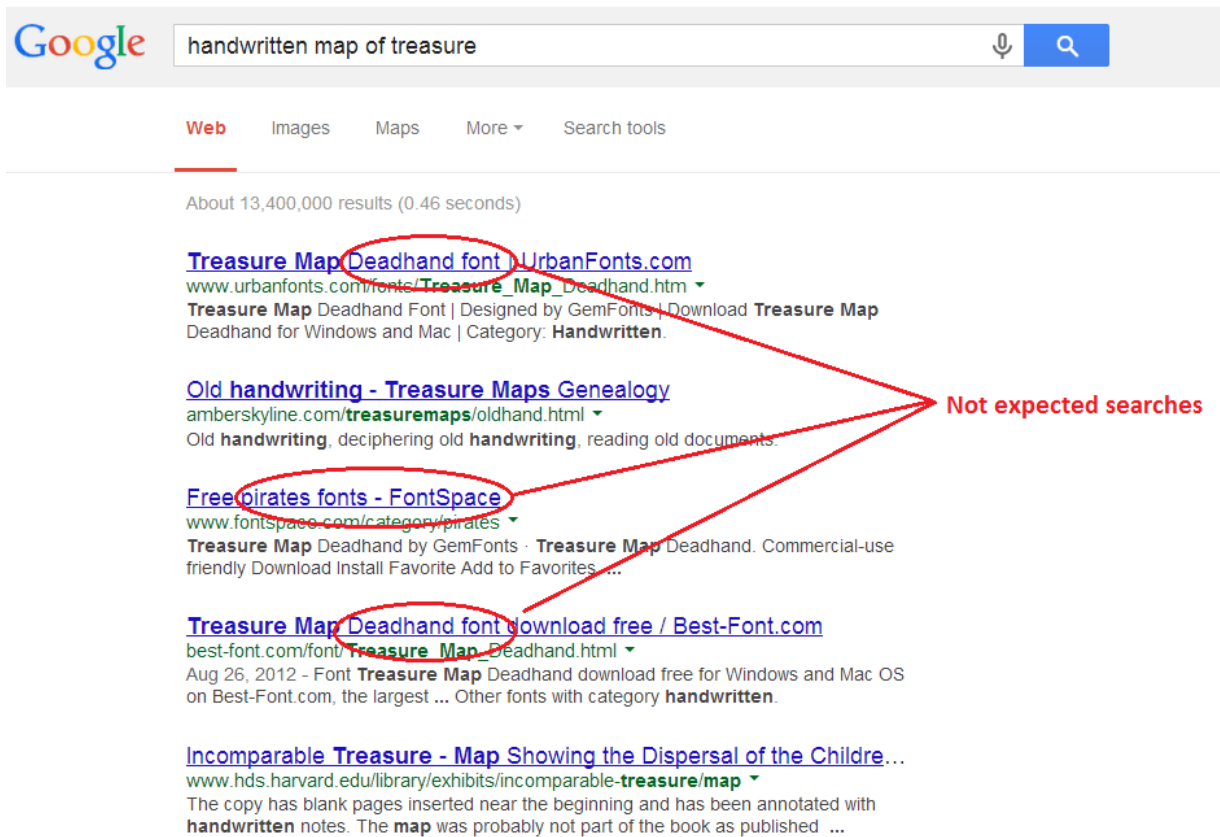 Google handwritten map of treasure
Web Images Maps More Search tools
About 13,400,000 results (0.46 seconds)
Treasure Map Deadhand font | UrbanFonts.com
www.urbanfonts.com/fonts/Treasure_Map_Deadhand.htm
Treasure Map Deadhand Font | Designed by GemFonts | Download Treasure Map
Deadhand for Windows and Mac | Category: Handwritten.
Old handwriting - Treasure Maps Genealogy
amberskyline.com/treasuremaps/oldhand.html
Not expected searches
Old handwriting, deciphering old handwriting, reading old documents.
Free pirates fonts - FontSpace
www.fontspace.com/category/pirates
Treasure Map Deadhand by GemFonts · Treasure Map Deadhand. Commercial-use
friendly Download Install Favorite Add to Favorites. ...
Treasure Map Deadhand font download free / Best-Font.com
best-font.com/font/Treasure_Map_Deadhand.html
Aug 26, 2012 - Font Treasure Map Deadhand download free for Windows and Mac OS
on Best-Font.com, the largest ... Other fonts with category handwritten.
Incomparable Treasure - Map Showing the Dispersal of the Childre...
www.hds.harvard.edu/library/exhibits/incomparable-treasure/map
The copy has blank pages inserted near the beginning and has been annotated with
handwritten notes. The map was probably not part of the book as published ...